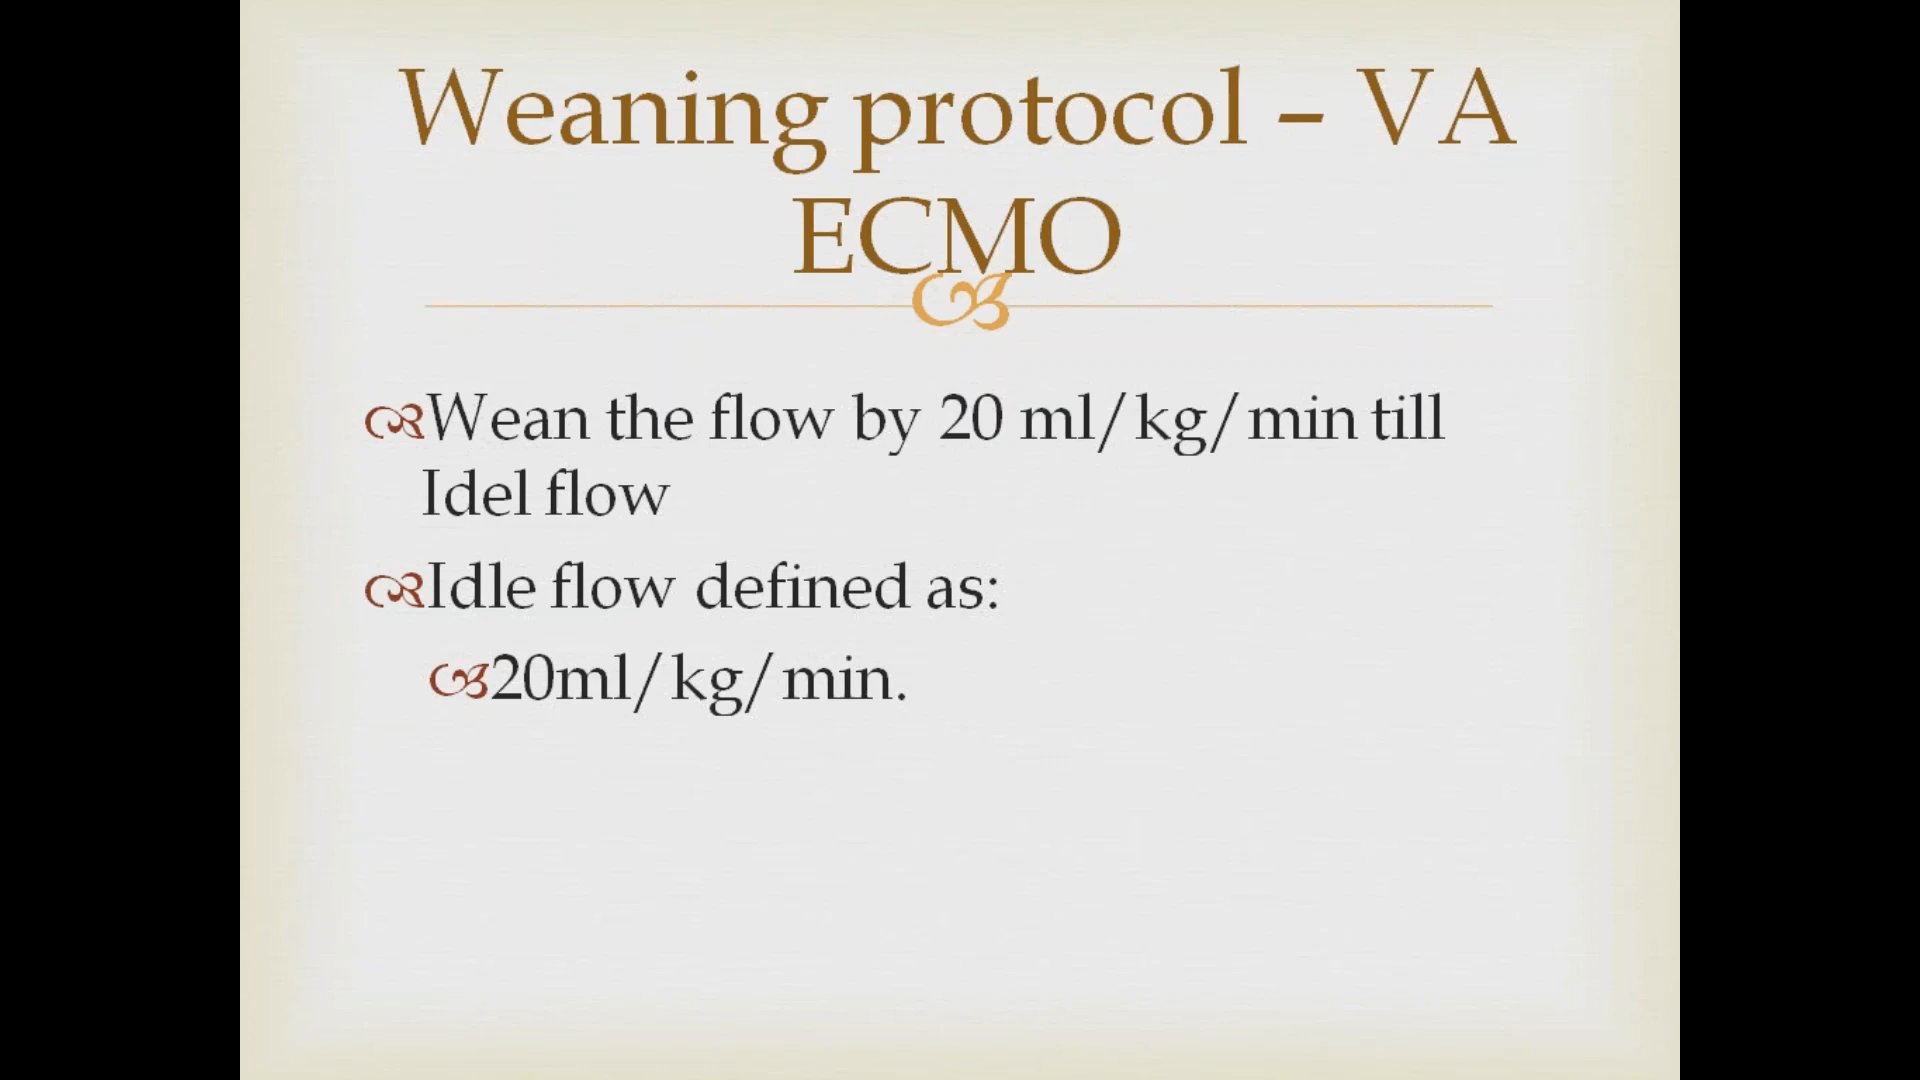 Weaning protocol – VA
ECMO
Wean the flow by 20 ml/kg/min till
Idel flow
Idle flow defined as:
20ml/kg/min.